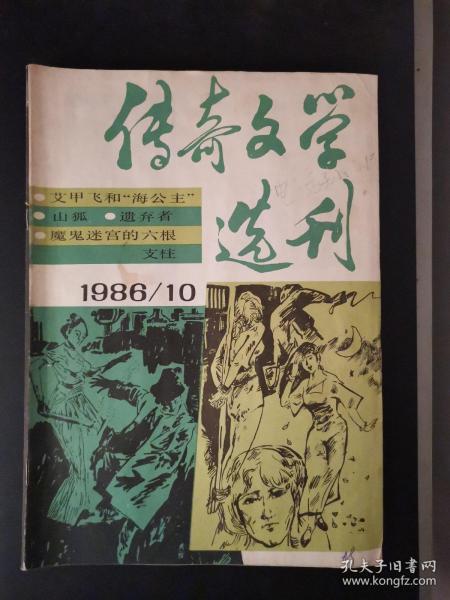 传奇文学
选刊
艾甲飞和“海公主”
山狐 遗弃者
魔鬼迷宫的六根
支柱
1986/10
孔夫子旧书网
www.kongfz.com